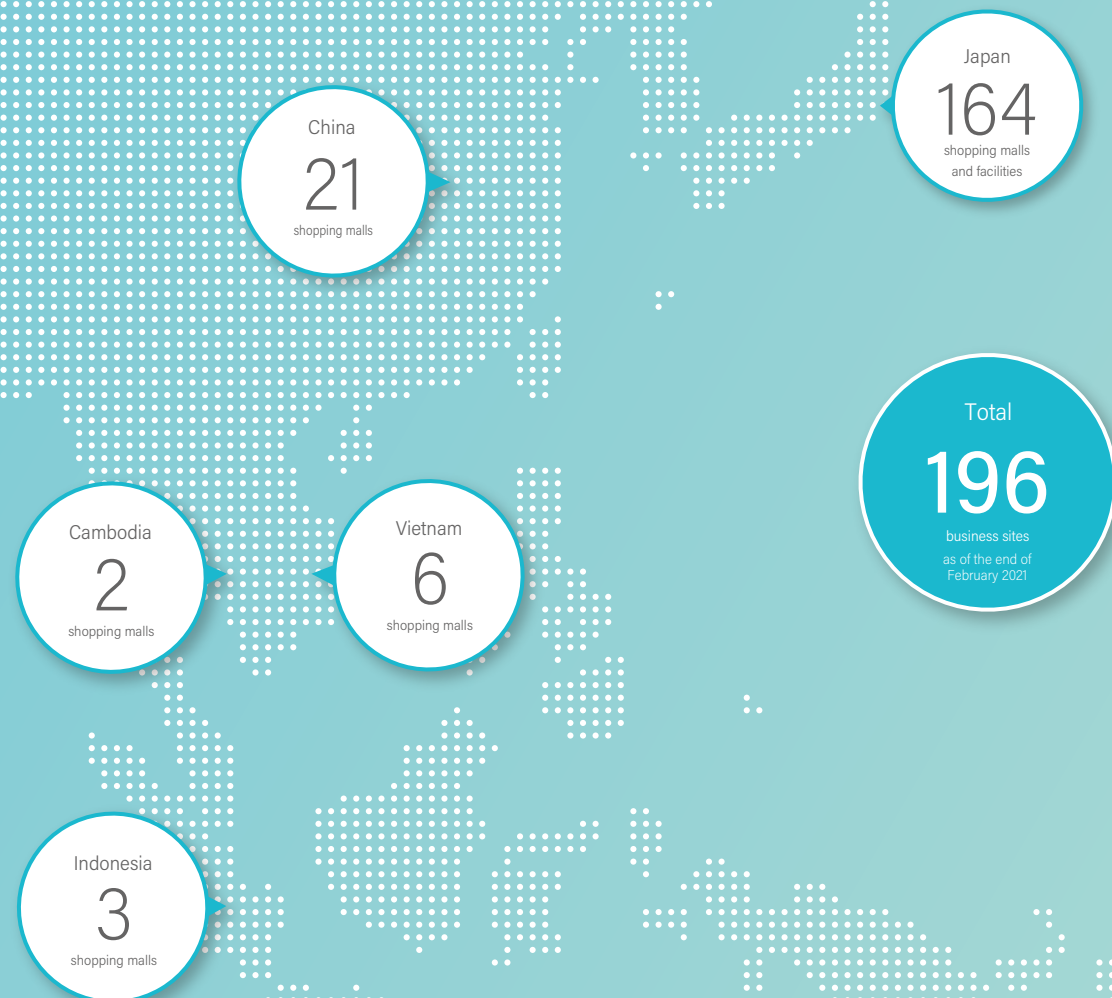 Japan
164
shopping malls
and facilities
China
21
shopping malls
Total
196
business sites
as of the end of
February 2021
Cambodia
2
shopping malls
Vietnam
6
shopping malls
Indonesia
3
shopping malls